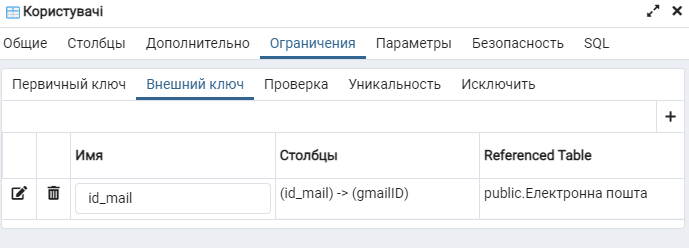 Користувачі
Общие Столбцы Дополнительно Ограничения Параметры Безопасность SQL
Первичный ключ Внешний ключ Проверка Уникальность Исключить
Имя Столбцы Referenced Table
id_mail (id_mail) -> (gmailID) public.Електронна пошта